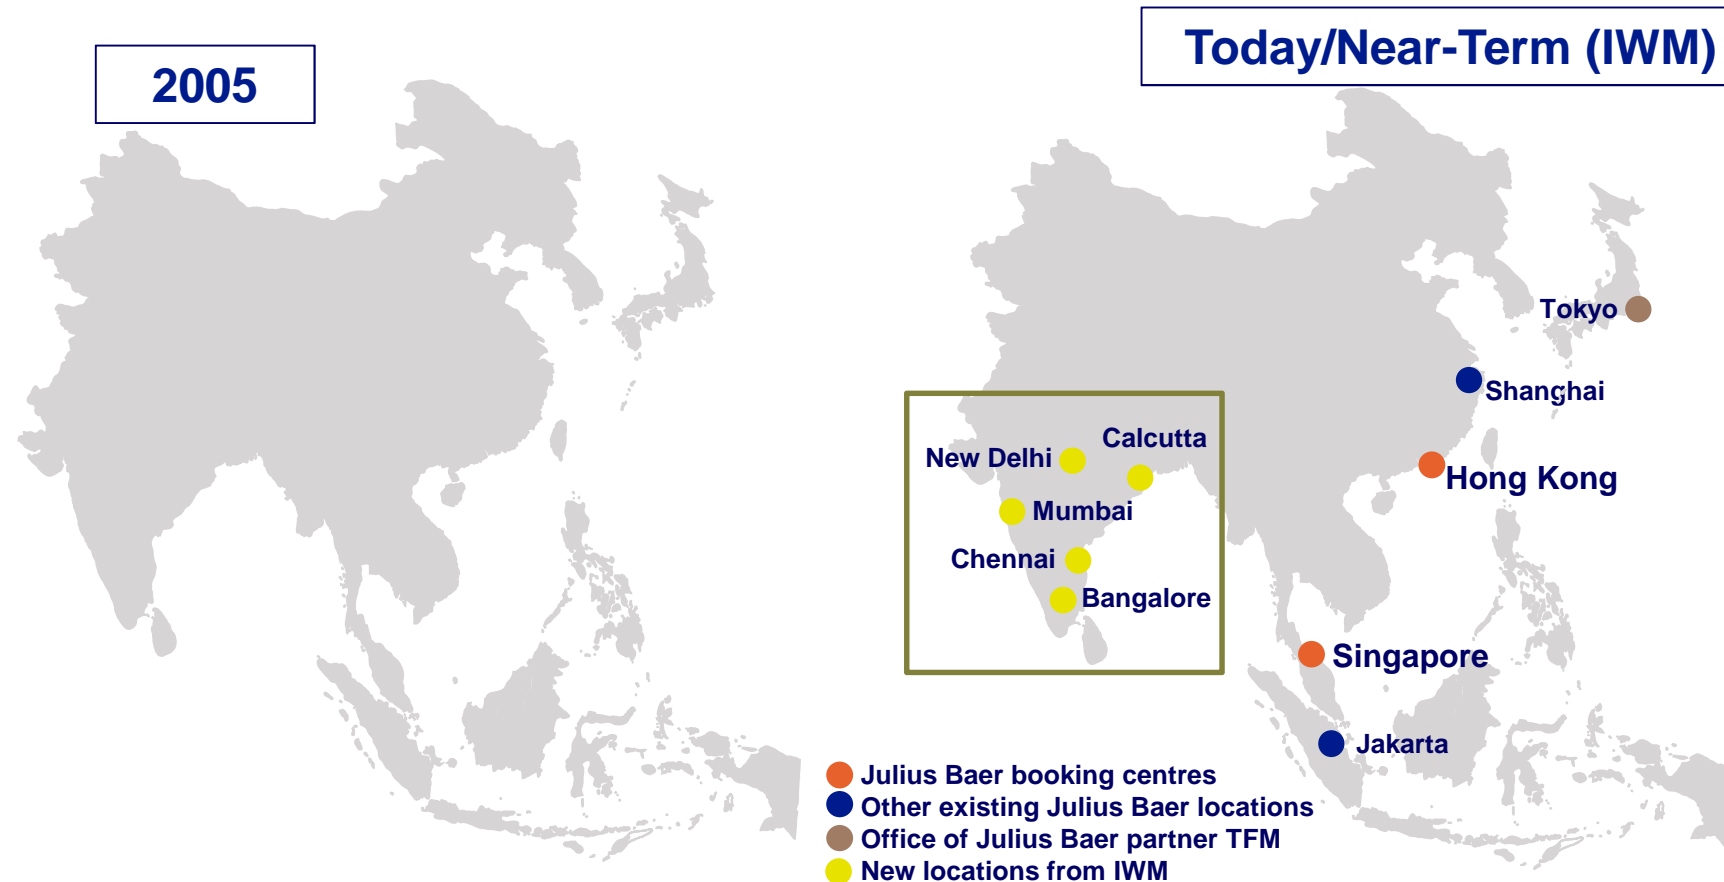 2005
Today/Near-Term (IWM)
Tokyo
Shanghai
Calcutta
New Delhi
Hong Kong
Mumbai
Chennai
Bangalore
Singapore
Jakarta
Julius Baer booking centres
Other existing Julius Baer locations
Office of Julius Baer partner TFM
New locations from IWM